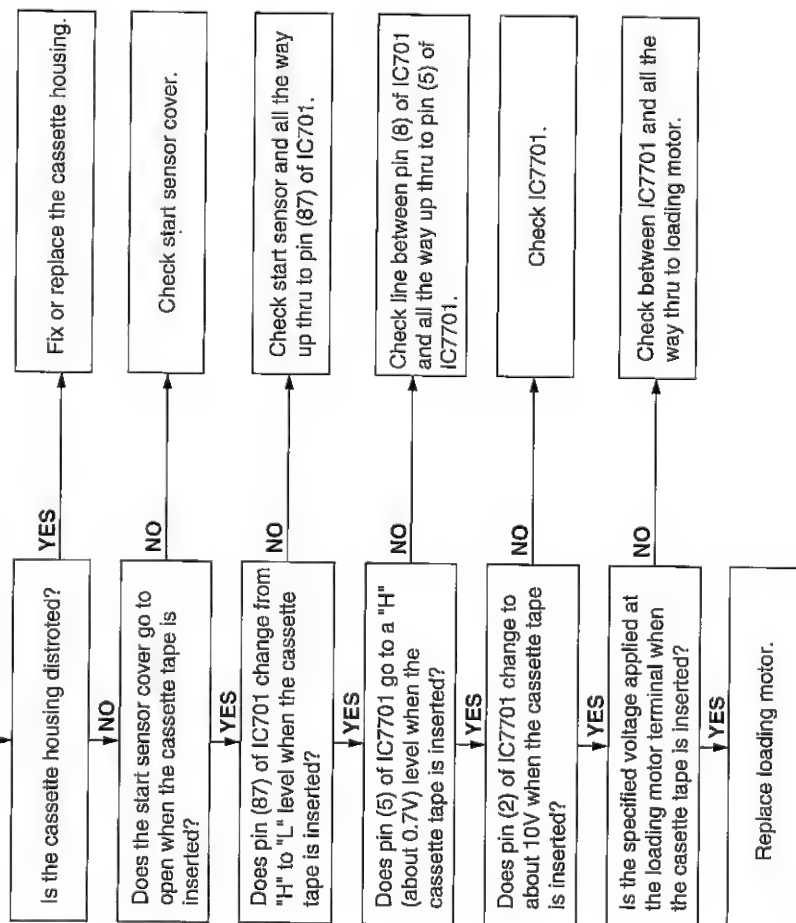 Is the cassette housing distroted?
YES
Fix or replace the cassette housing.
NO
Does the start sensor cover go to
open when the cassette tape is
inserted?
NO
Check start sensor cover.
YES
Does pin (87) of IC701 change from
"H" to "L" level when the cassette
tape is inserted?
NO
Check start sensor and all the way
up thru to pin (87) of IC701.
YES
Does pin (5) of IC7701 go to a "H"
(about 0.7V) level when the
cassette tape is inserted?
NO
Check line between pin (8) of IC701
and all the way up thru to pin (5) of
IC7701.
YES
Does pin (2) of IC7701 change to
about 10V when the cassette tape
is inserted?
NO
Check IC7701.
YES
Is the specified voltage applied at
the loading motor terminal when
the casette tape is inserted?
NO
Check between IC7701 and all the
way thru to loading motor.
YES
Replace loading motor.